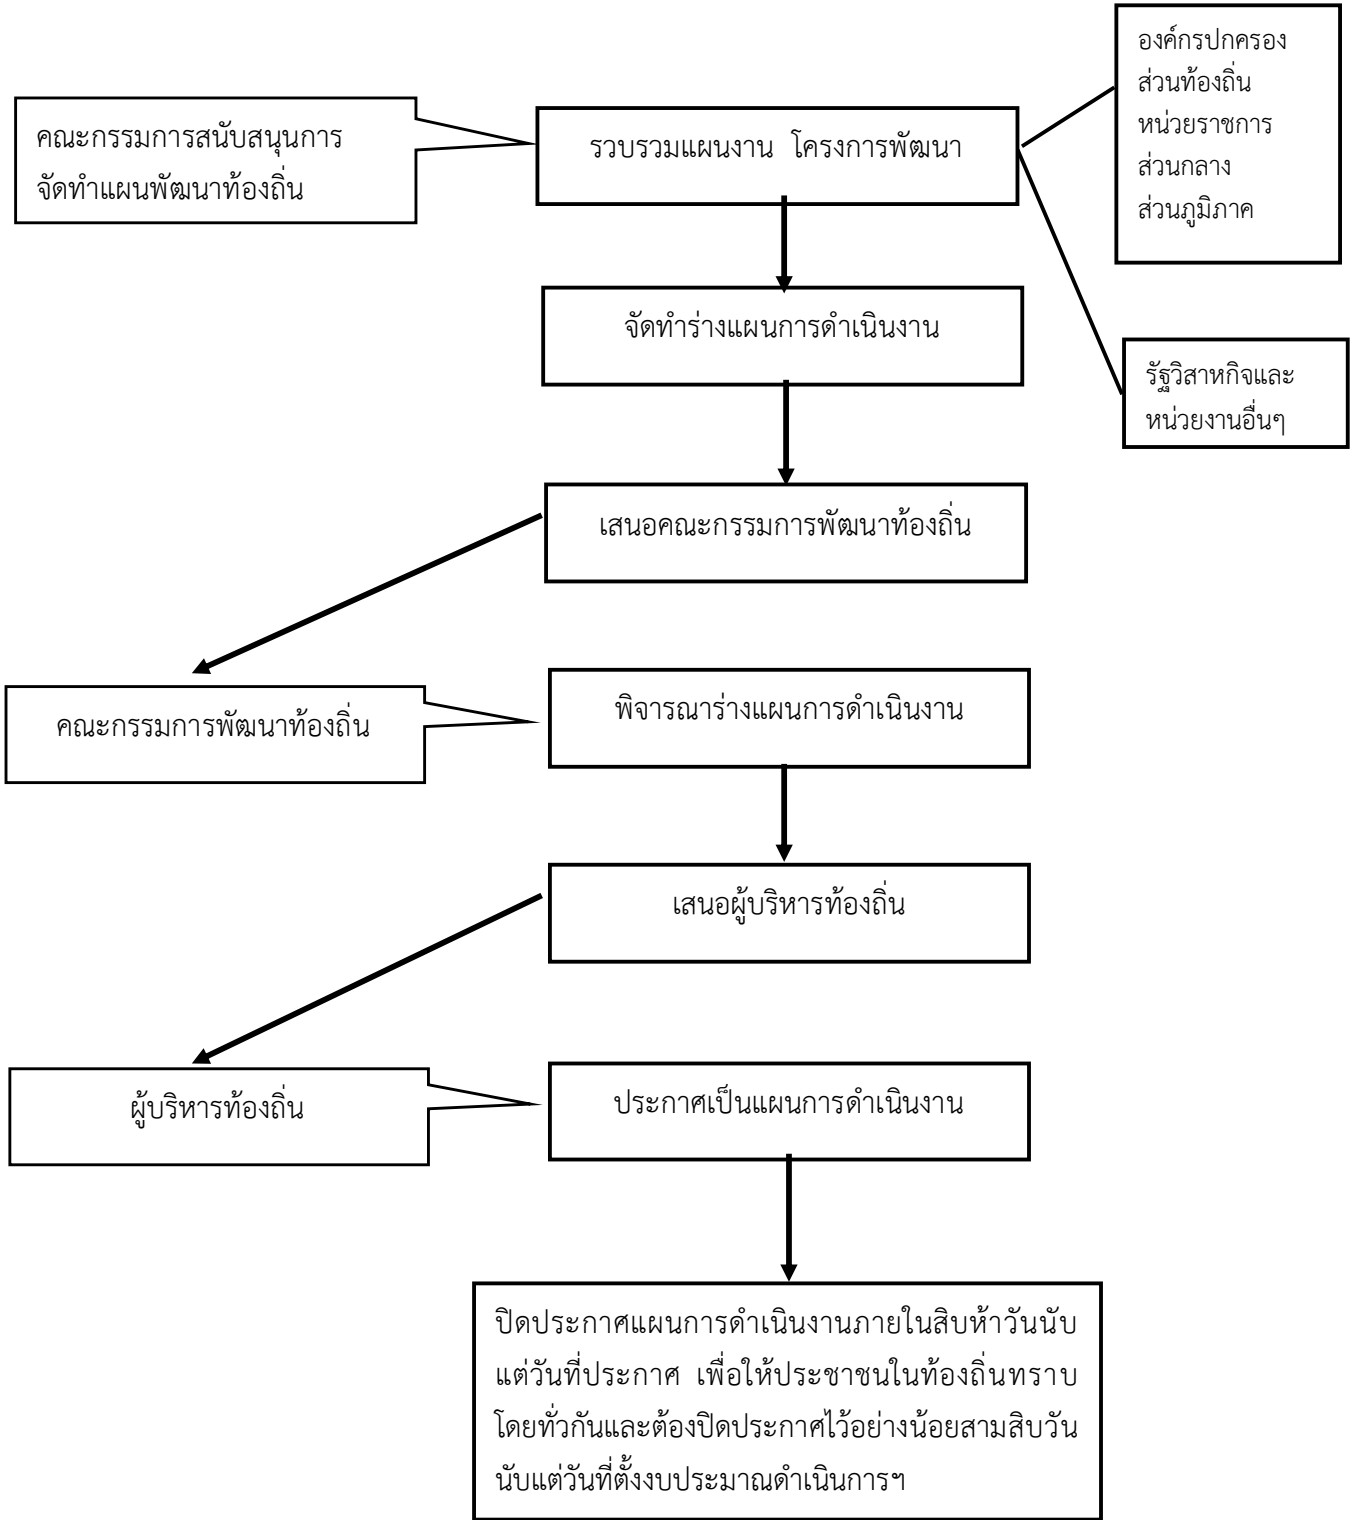 องค์กรปกครอง
ส่วนท้องถิ่น
หน่วยราชการ
ส่วนกลาง
ส่วนภูมิภาค
คณะกรรมการสนับสนุนการ
จัดทำแผนพัฒนาท้องถิ่น
รวบรวมแผนงาน โครงการพัฒนา
จัดทำร่างแผนการดำเนินงาน
รัฐวิสาหกิจและ
หน่วยงานอื่นๆ
เสนอคณะกรรมการพัฒนาท้องถิ่น
คณะกรรมการพัฒนาท้องถิ่น
พิจารณาร่างแผนการดำเนินงาน
เสนอผู้บริหารท้องถิ่น
ผู้บริหารท้องถิ่น
ประกาศเป็นแผนการดำเนินงาน
ปิดประกาศแผนการดำเนินงานภายในสิบห้าวันนับ
แต่วันที่ประกาศ เพื่อให้ประชาชนในท้องถิ่นทราบ
โดยทั่วกันและต้องปิดประกาศไว้อย่างน้อยสามสิบวัน
นับแต่วันที่ตั้งงบประมาณดำเนินการฯ